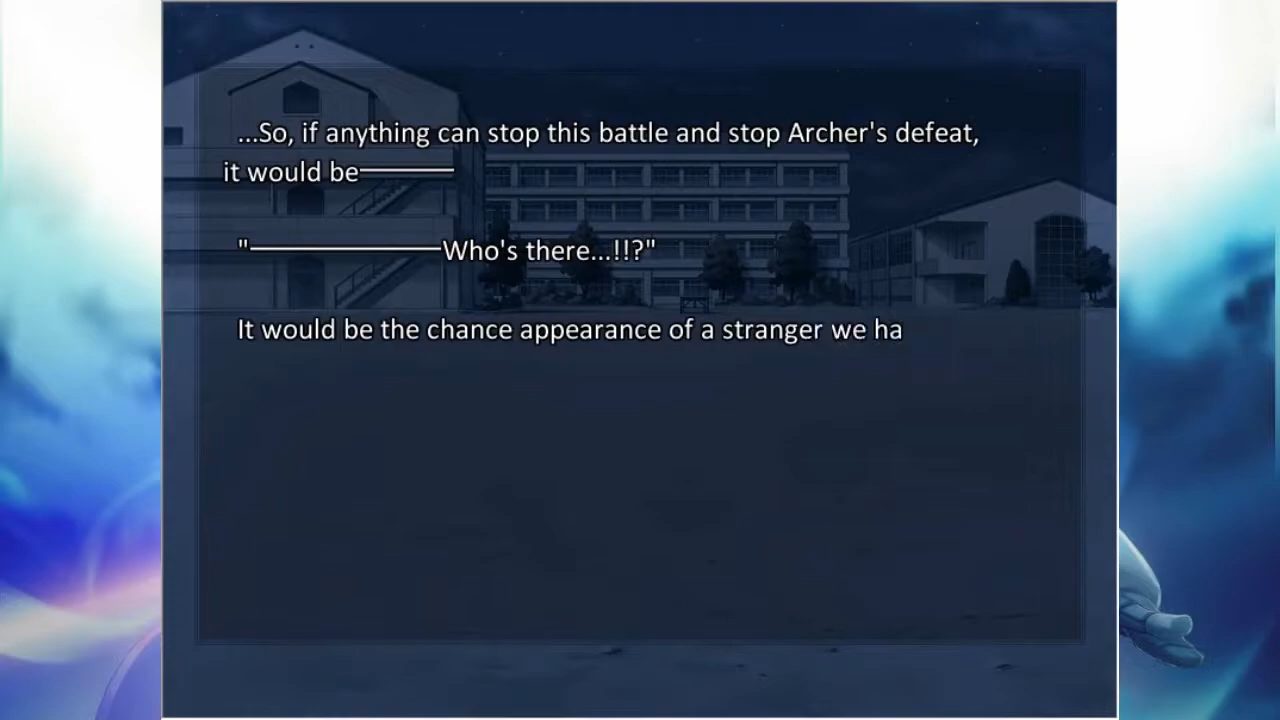 ...So, if anything can stop this battle and stop Archer's defeat,
it would be————
"————————Who's there...!!?"
It would be the chance appearance of a stranger we ha